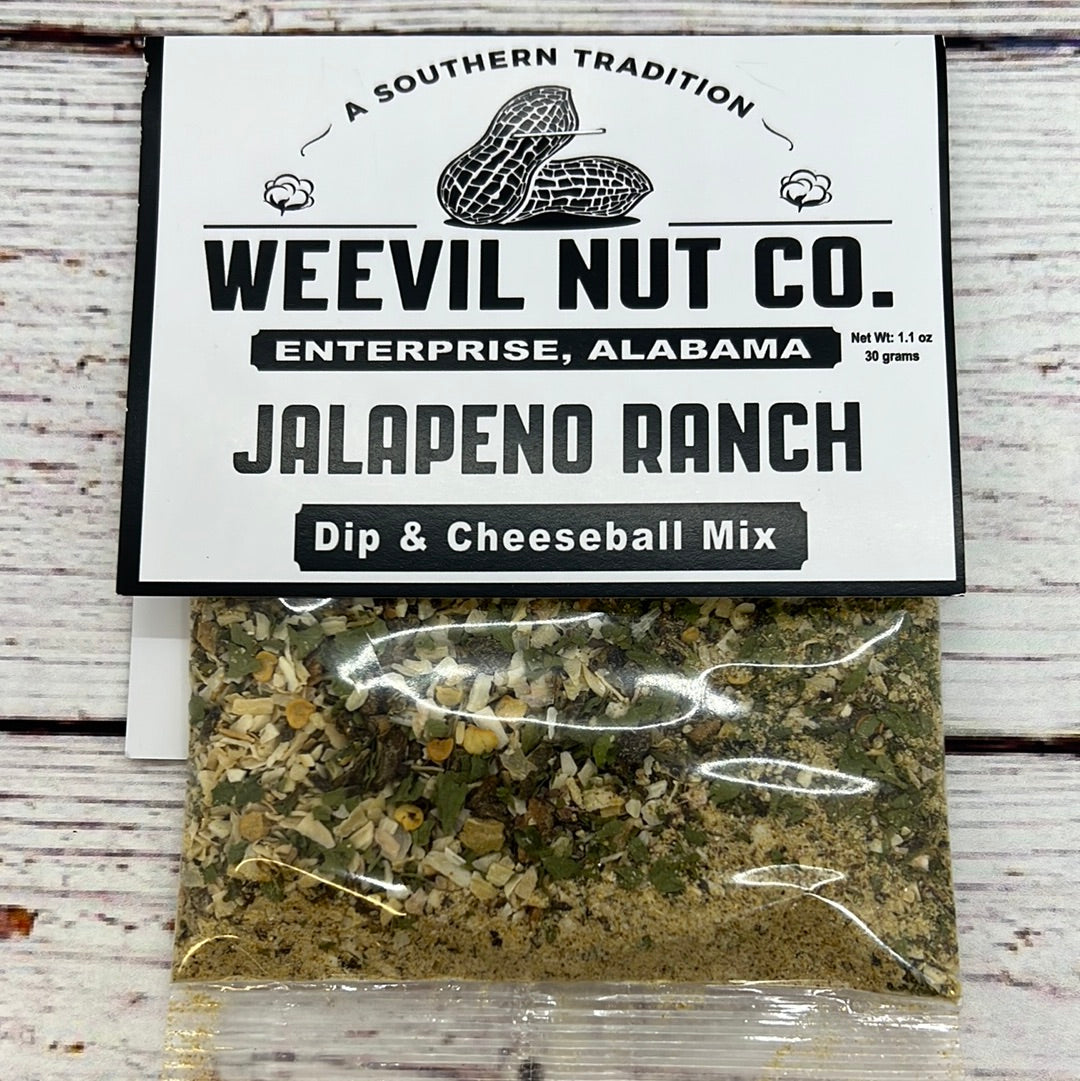 A SOUTHERN TRADITION
WEEVIL NUT CO.
ENTERPRISE, ALABAMA
Net Wt: 1.1 oz
30 grams
JALAPENO RANCH
Dip & Cheeseball Mix